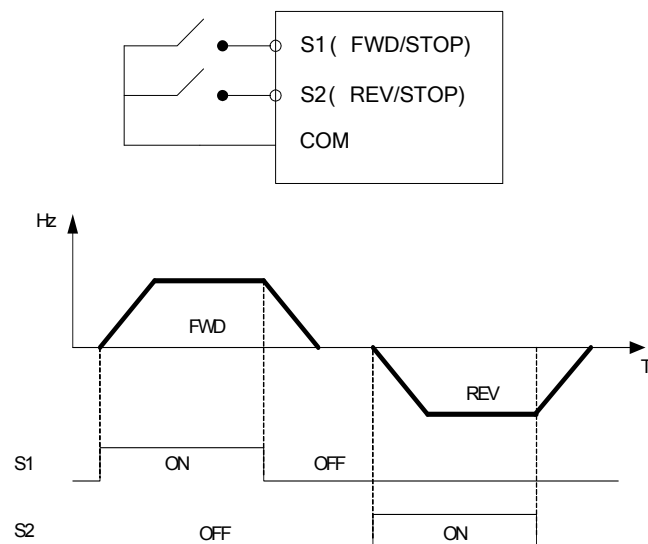 S1( FWD/STOP)
S2( REV/STOP)
COM
Hz
FWD
T
REV
S1 ON OFF
S2 OFF ON